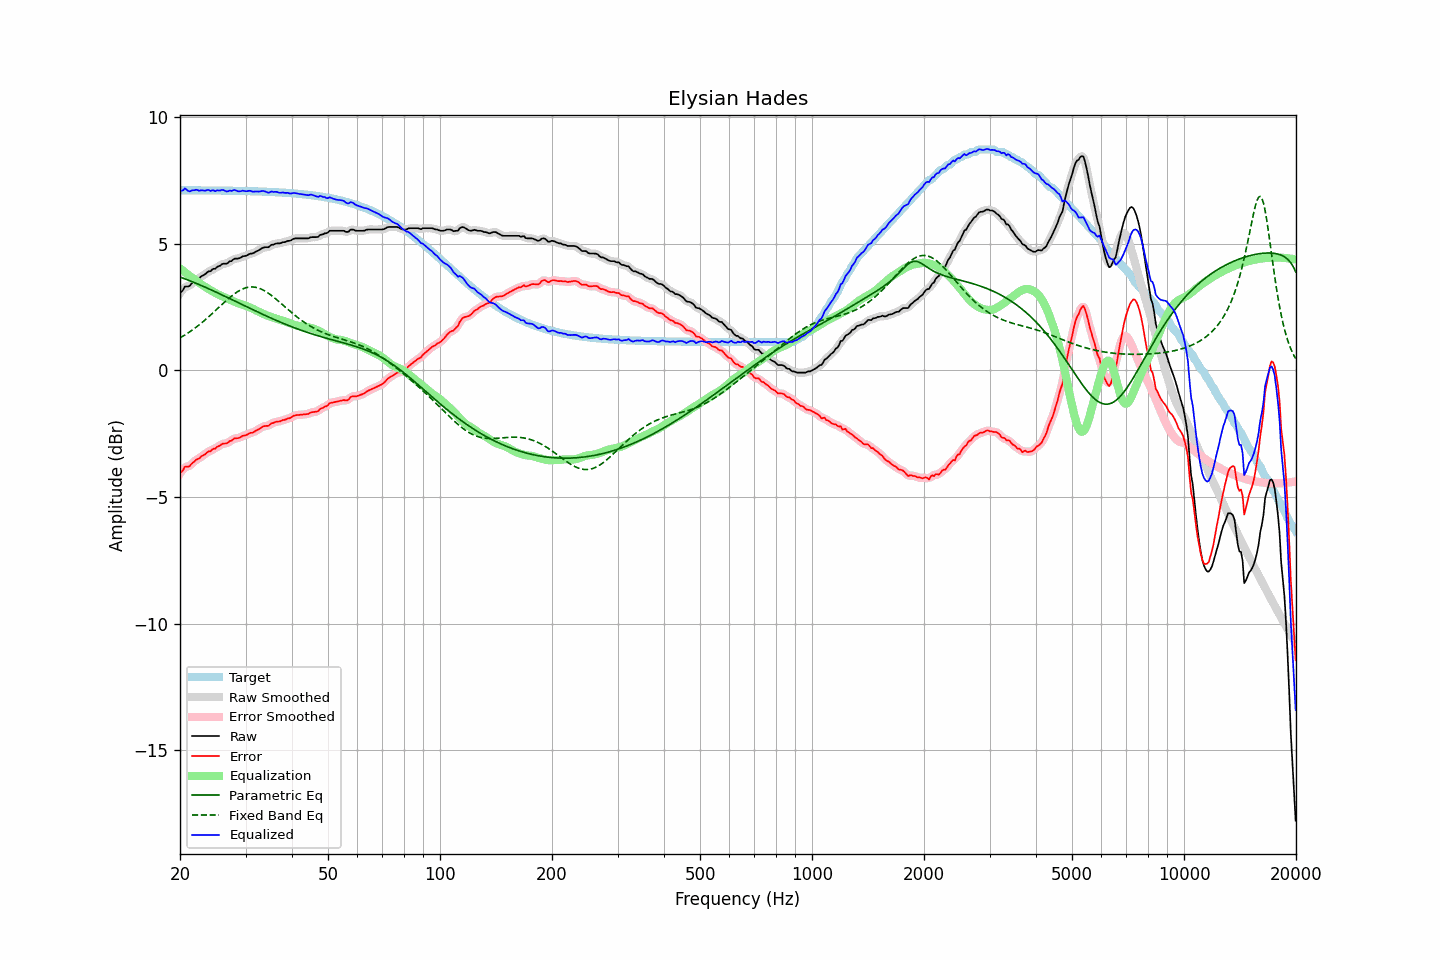 Elysian Hades
10
5
0
−5
−10
−15
Amplitude (dBr)
Target
Raw Smoothed
Error Smoothed
Raw
Error
Equalization
Parametric Eq
Fixed Band Eq
Equalized
20 50 100 200 500 1000 2000 5000 10000 20000
Frequency (Hz)